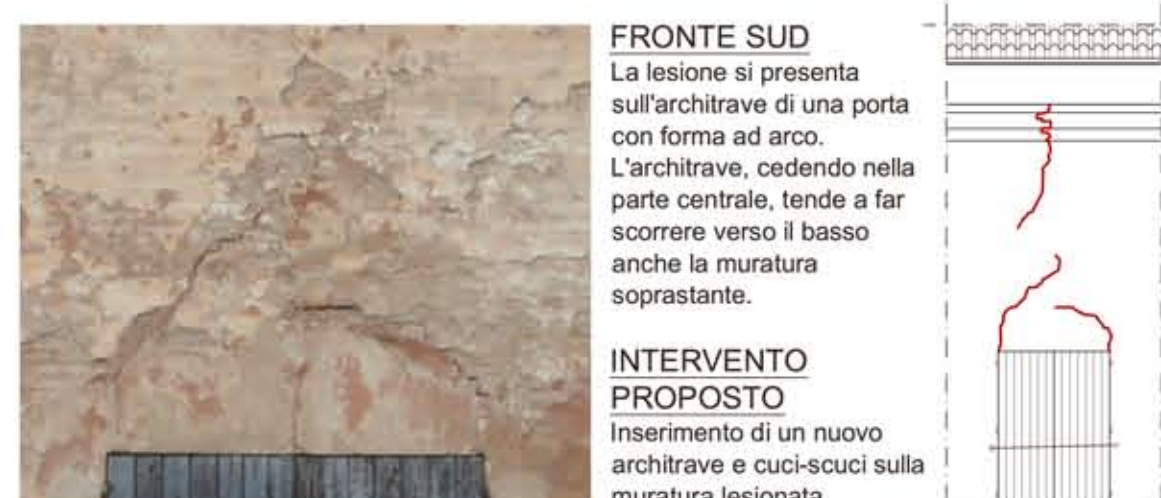 FRONTE SUD
La lesione si presenta
sull'architrave di una porta
con forma ad arco.
L'architrave, cedendo nella
parte centrale, tende a far
scorrere verso il basso
anche la muratura
soprastante.
INTERVENTO
PROPOSTO
Inserimento di un nuovo
architrave e cuci-scuci sulla
muratura lesionata